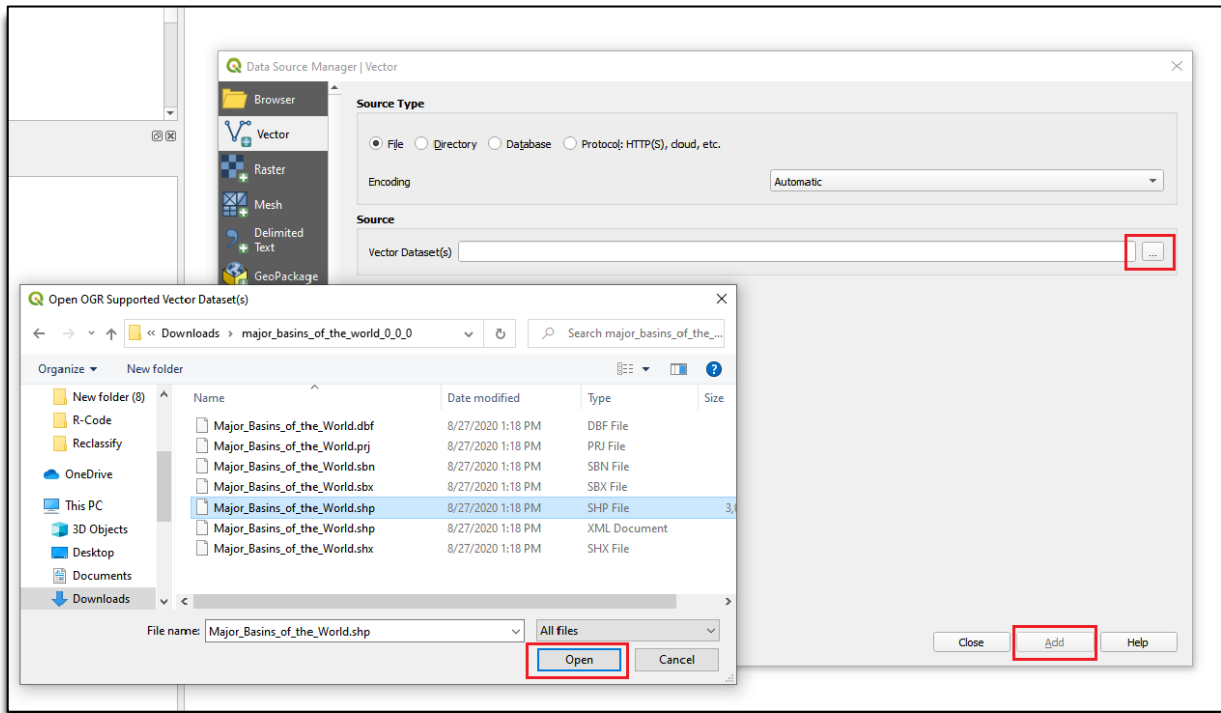 Data Source Manager | Vector
Browser
Vector
Raster
Mesh
Delimited
Text
GeoPackage
Source Type
File Directory Database Protocol: HTTP(S), cloud, etc.
Encoding Automatic
Source
Vector Dataset(s) ...
Close Add Help
Open OGR Supported Vector Dataset(s)
« Downloads › major_basins_of_the_world_0_0_0 Search major_basins_of_the_...
Organize New folder ?
New folder (8)
R-Code
Reclassify
OneDrive
This PC
3D Objects
Desktop
Documents
Downloads
Name Date modified Type Size
Major_Basins_of_the_World.dbf 8/27/2020 1:18 PM DBF File
Major_Basins_of_the_World.prj 8/27/2020 1:18 PM PRJ File
Major_Basins_of_the_World.sbn 8/27/2020 1:18 PM SBN File
Major_Basins_of_the_World.sbx 8/27/2020 1:18 PM SBX File
Major_Basins_of_the_World.shp 8/27/2020 1:18 PM SHP File
Major_Basins_of_the_World.shp 8/27/2020 1:18 PM XML Document
Major_Basins_of_the_World.shx 8/27/2020 1:18 PM SHX File
File name: Major_Basins_of_the_World.shp All files
Open Cancel